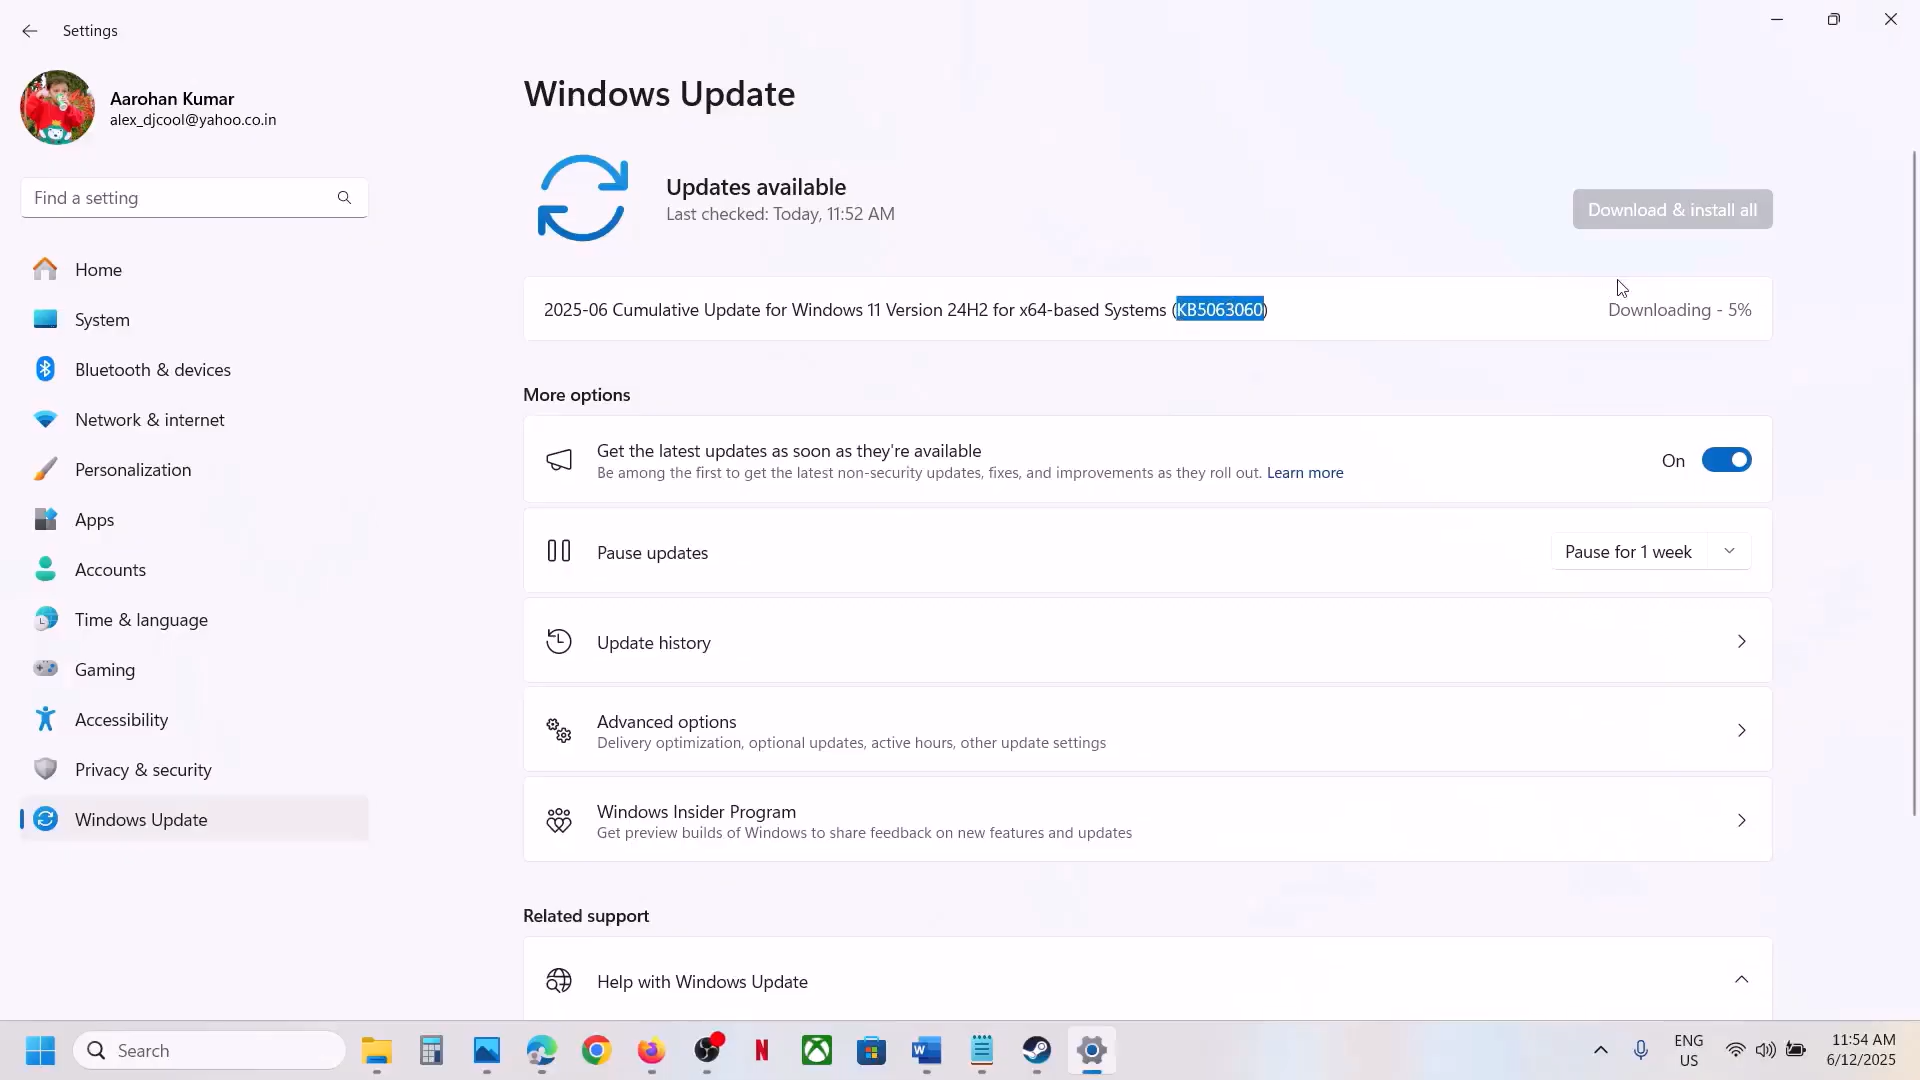 Settings
Aarohan Kumar
alex_djcool@yahoo.co.in
Find a setting
Home
System
Bluetooth & devices
Network & internet
Personalization
Apps
Accounts
Time & language
Gaming
Accessibility
Privacy & security
Windows Update
Windows Update
Updates available
Last checked: Today, 11:52 AM
Download & install all
2025-06 Cumulative Update for Windows 11 Version 24H2 for x64-based Systems (KB5063060)
Downloading - 5%
More options
Get the latest updates as soon as they're available
Be among the first to get the latest non-security updates, fixes, and improvements as they roll out. Learn more
On
Pause updates
Pause for 1 week
Update history
Advanced options
Delivery optimization, optional updates, active hours, other update settings
Windows Insider Program
Get preview builds of Windows to share feedback on new features and updates
Related support
Help with Windows Update
Search
ENG
US
11:54 AM
6/12/2025